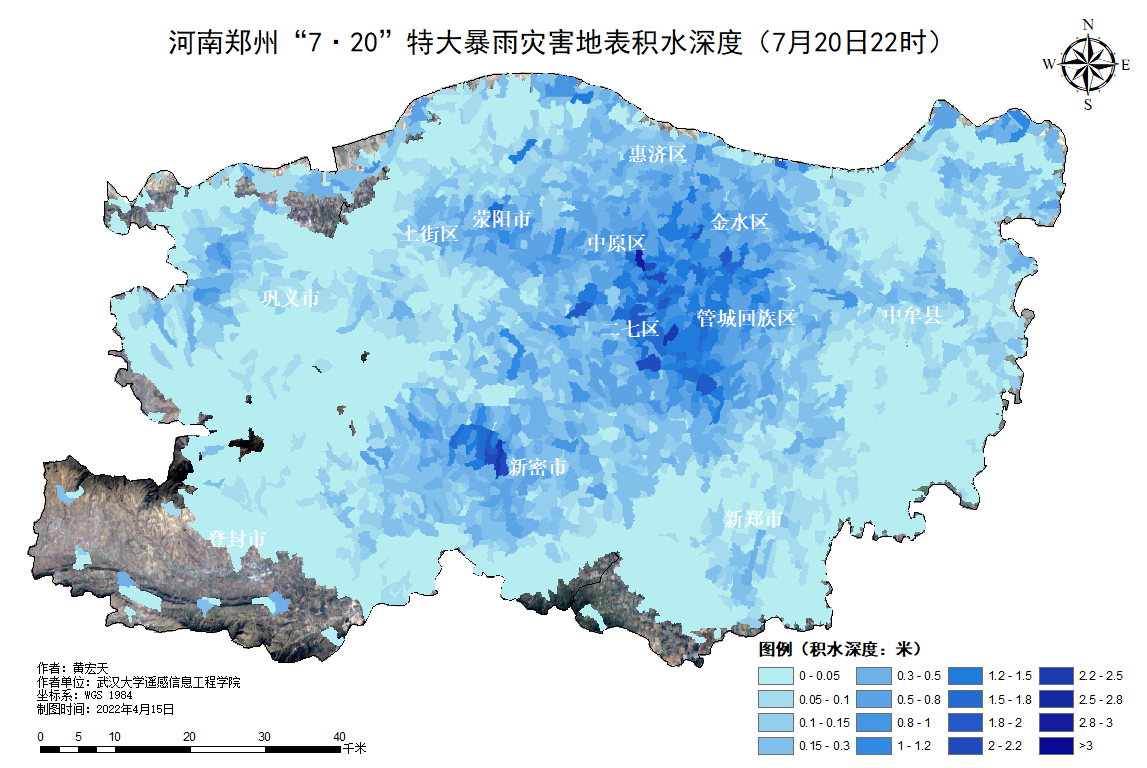 河南郑州“7·20”特大暴雨灾害地表积水深度（7月20日22时）
N
W E
S
惠济区
荥阳市
金水区
上街区
中原区
巩义市
二七区
管城回族区
中牟县
新密市
新郑市
登封市
图例（积水深度：米）
0 - 0.05 0.3 - 0.5 1.2 - 1.5 2.2 - 2.5
0.05 - 0.1 0.5 - 0.8 1.5 - 1.8 2.5 - 2.8
0.1 - 0.15 0.8 - 1 1.8 - 2 2.8 - 3
0.15 - 0.3 1 - 1.2 2 - 2.2 >3
作者：黄宏天
作者单位：武汉大学遥感信息工程学院
坐标系：WGS 1984
制图时间：2022年4月15日
0 5 10 20 30 40
千米